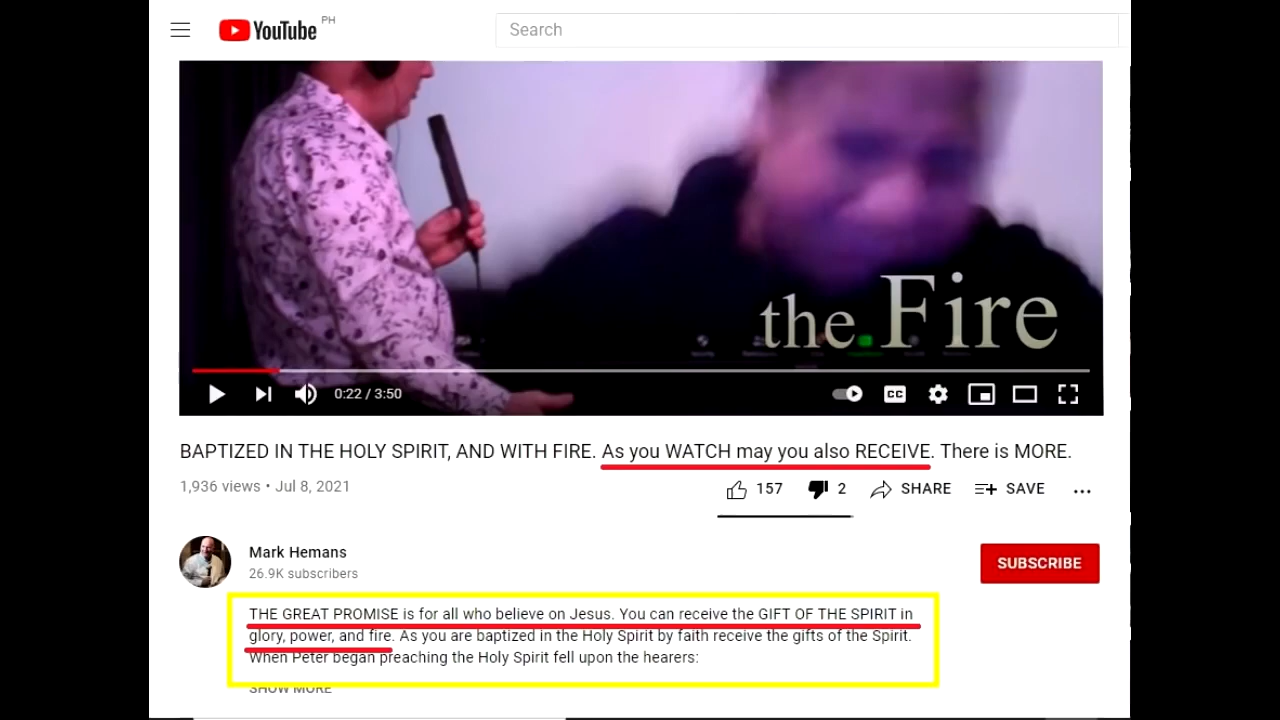 YouTube PH
Search
the Fire
0:22 / 3:50
CC
BAPTIZED IN THE HOLY SPIRIT, AND WITH FIRE. As you WATCH may you also RECEIVE. There is MORE.
1,936 views • Jul 8, 2021
157 2 SHARE SAVE
Mark Hemans
26.9K subscribers
SUBSCRIBE
THE GREAT PROMISE is for all who believe on Jesus. You can receive the GIFT OF THE SPIRIT in
glory, power, and fire. As you are baptized in the Holy Spirit by faith receive the gifts of the Spirit.
When Peter began preaching the Holy Spirit fell upon the hearers:
SHOW MORE